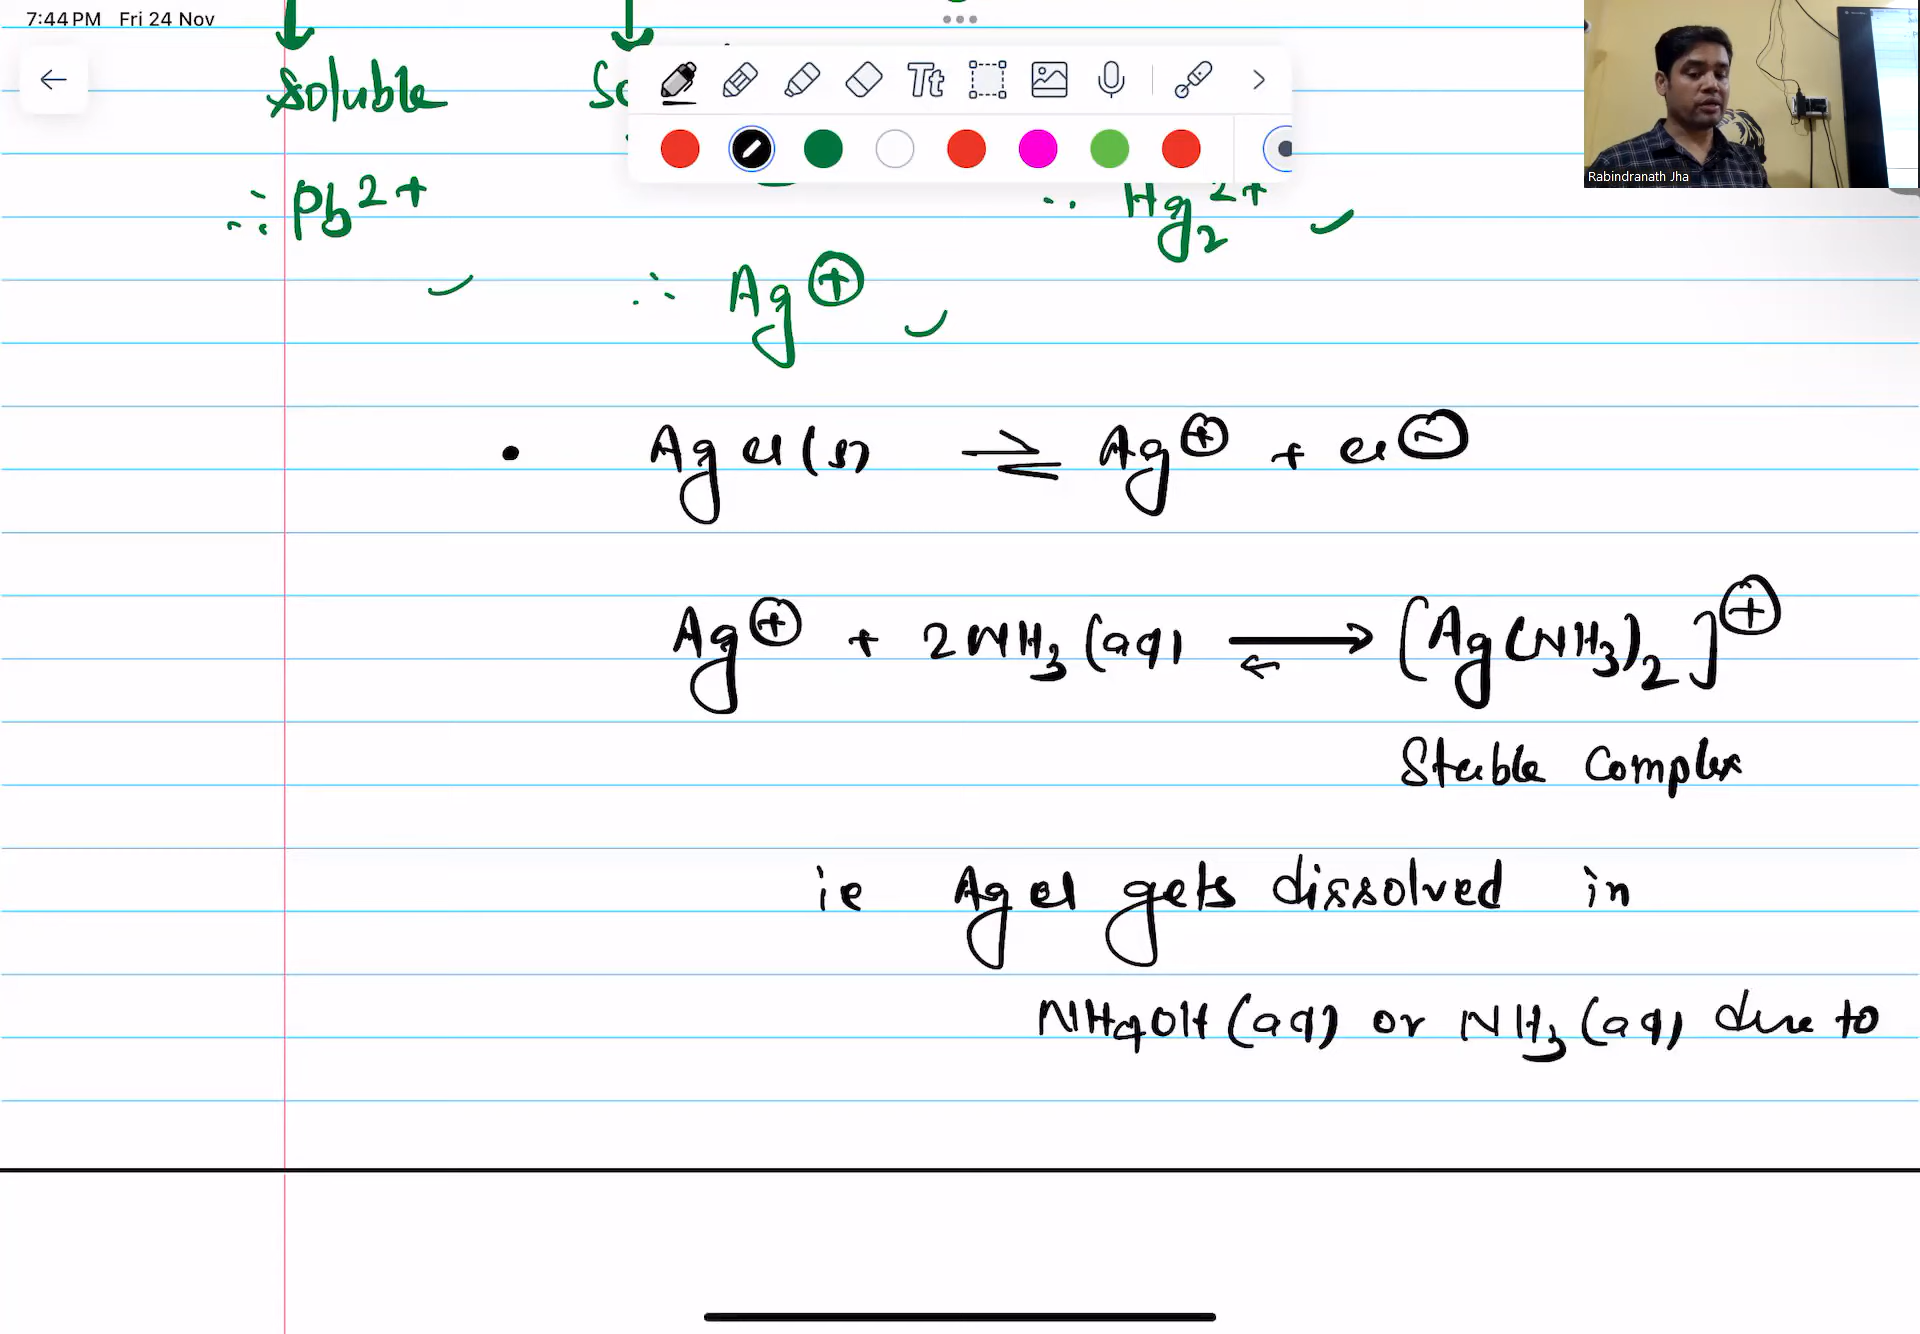 7:44 PM Fri 24 Nov
soluble
Tt
Rabindranath Jha
∴ Pb²⁺
∴ Hg₂²⁺ ✓
∴ Ag⊕ ✓
• AgCl(s) ⇌ Ag⊕ + Cl⊖
Ag⊕ + 2NH₃(aq) ⇌ [Ag(NH₃)₂]⊕
Stable Complex
ie AgCl gets dissolved in
NH₄OH(aq) or NH₃(aq) due to